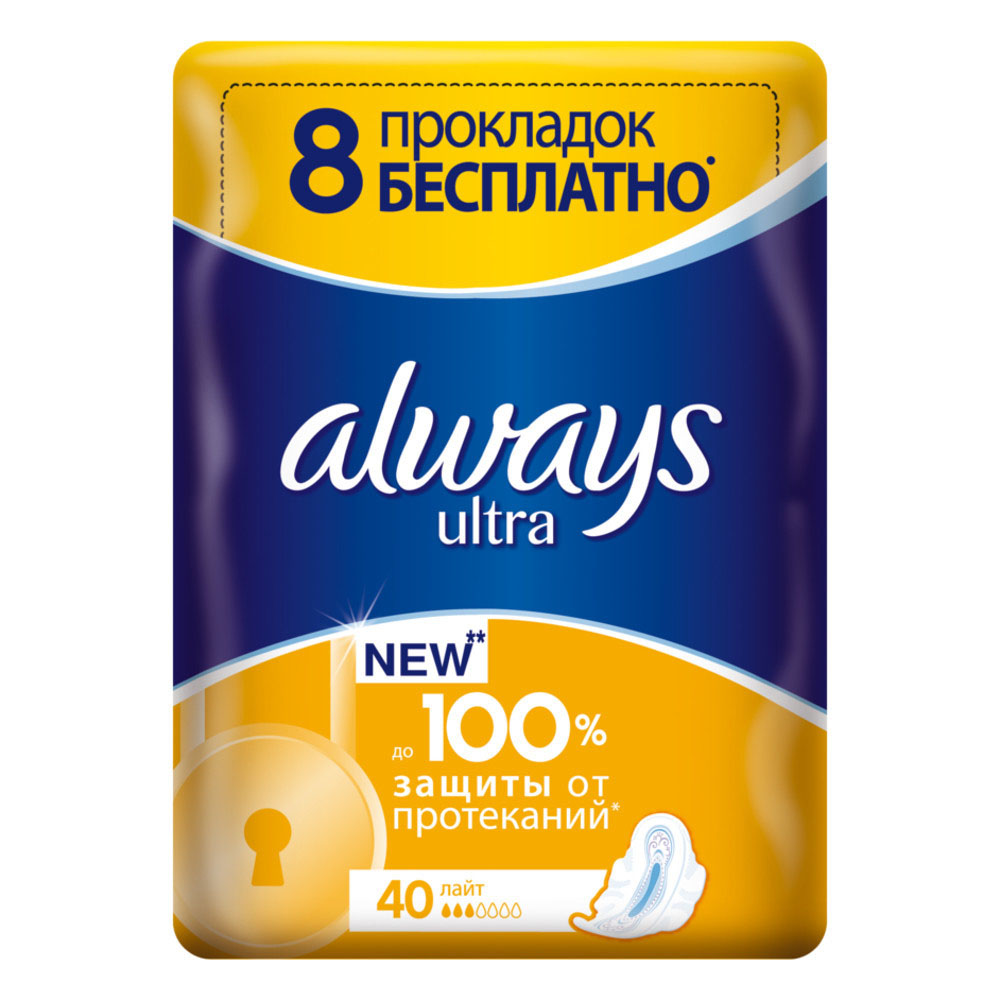 8 прокладок
БЕСПЛАТНО*
always
ultra
NEW**
до 100%
защиты от
протеканий*
40 лайт